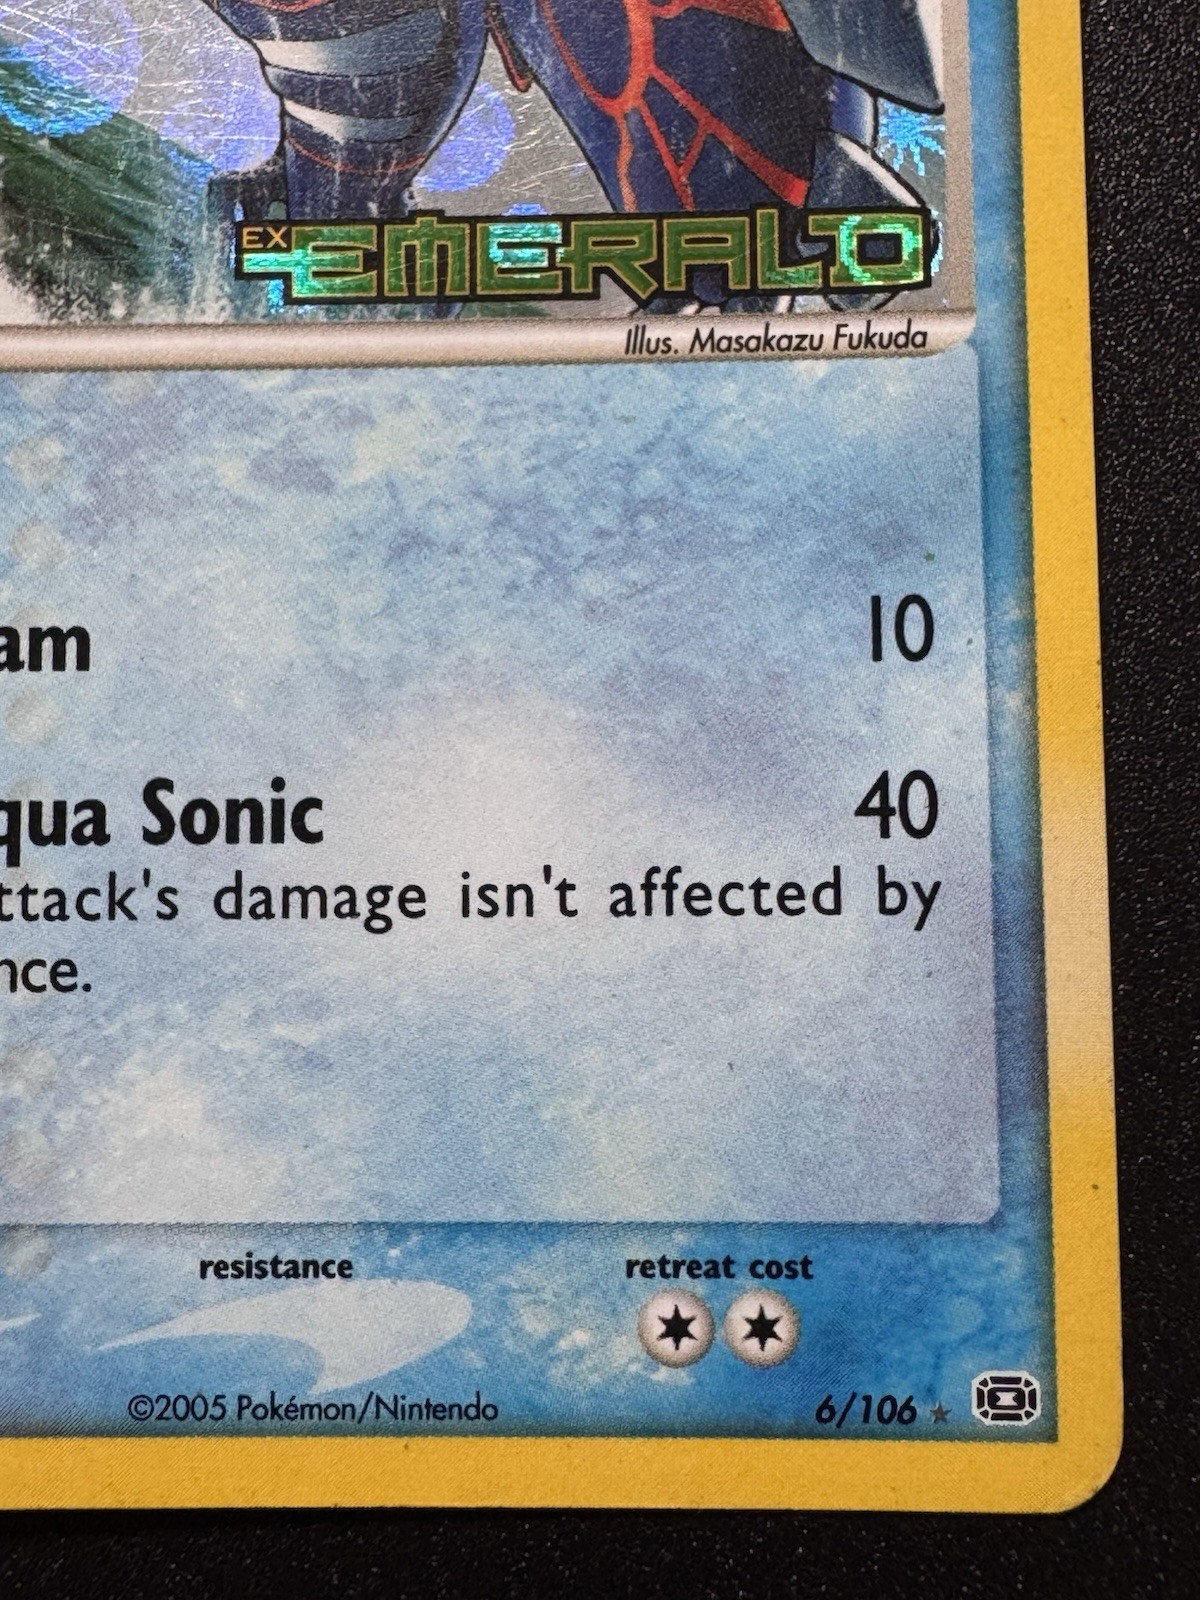 EX EMERALD
Illus. Masakazu Fukuda
am 10
qua Sonic 40
ttack's damage isn't affected by
nce.
resistance retreat cost
©2005 Pokémon/Nintendo 6/106 ★